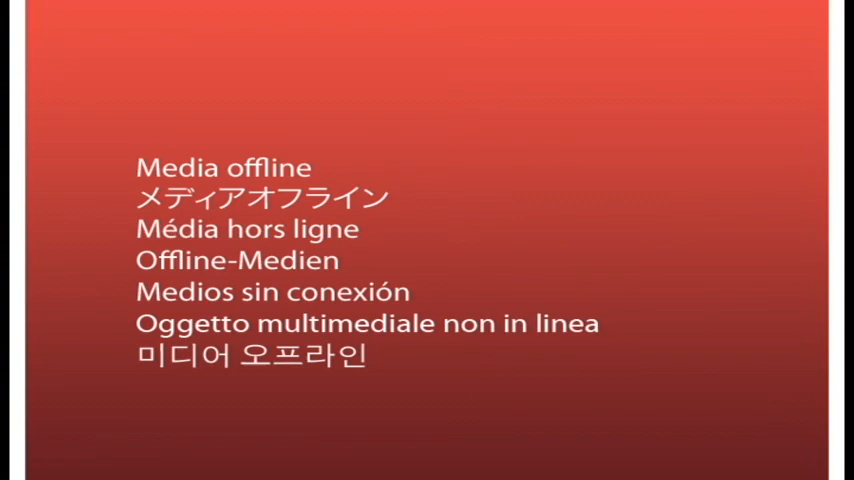 Media offline
メディアオフライン
Média hors ligne
Offline-Medien
Medios sin conexión
Oggetto multimediale non in linea
미디어 오프라인